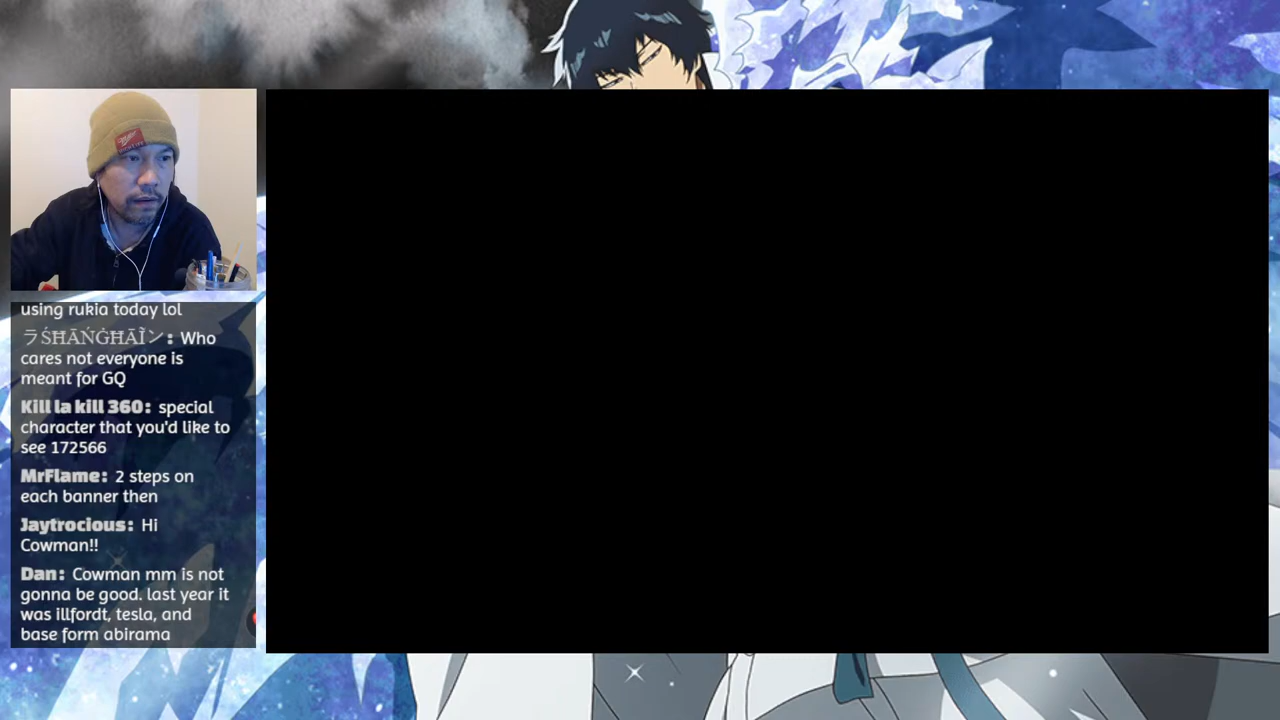 using rukia today lol
ラŚĦĀŃĠĦĀĨン: Who
cares not everyone is
meant for GQ
Kill la kill 360: special
character that you'd like to
see 172566
MrFlame: 2 steps on
each banner then
Jaytrocious: Hi
Cowman!!
Dan: Cowman mm is not
gonna be good. last year it
was illfordt, tesla, and
base form abirama